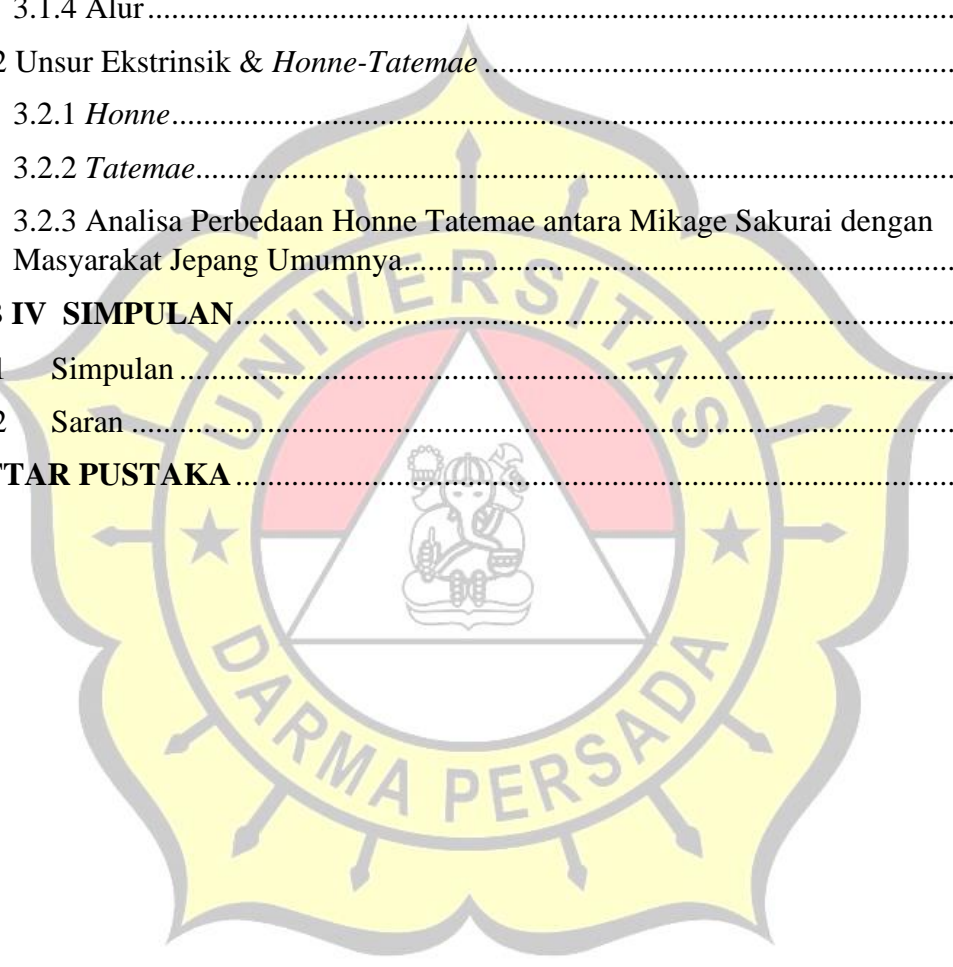 3.1.4 Alur
2 Unsur Ekstrinsik & Honne-Tatemae
3.2.1 Honne
3.2.2 Tatemae
3.2.3 Analisa Perbedaan Honne Tatemae antara Mikage Sakurai dengan
Masyarakat Jepang Umumnya
IV SIMPULAN
Simpulan
2 Saran
TAR PUSTAKA
UNIVERSITAS
DARMA PERSADA